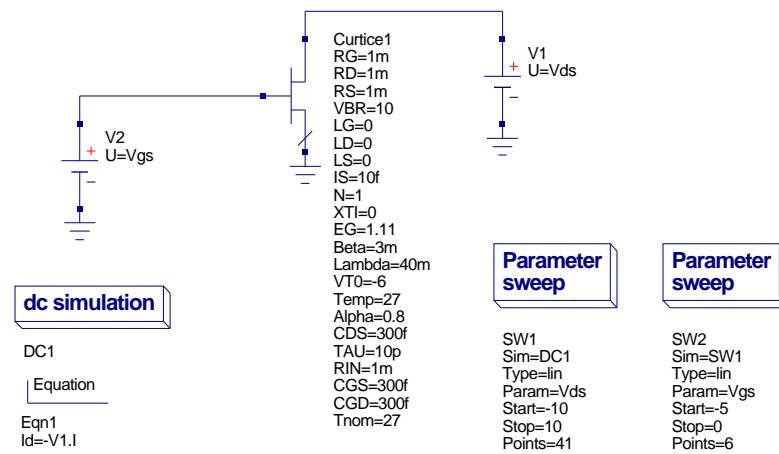 V2
U=Vgs
Curtice1
RG=1m
RD=1m
RS=1m
VBR=10
LG=0
LD=0
LS=0
IS=10f
N=1
XTI=0
EG=1.11
Beta=3m
Lambda=40m
VT0=-6
Temp=27
Alpha=0.8
CDS=300f
TAU=10p
RIN=1m
CGS=300f
CGD=300f
Tnom=27
V1
U=Vds
dc simulation
DC1
Equation
Eqn1
Id=-V1.I
Parameter
sweep
SW1
Sim=DC1
Type=lin
Param=Vds
Start=-10
Stop=10
Points=41
Parameter
sweep
SW2
Sim=SW1
Type=lin
Param=Vgs
Start=-5
Stop=0
Points=6